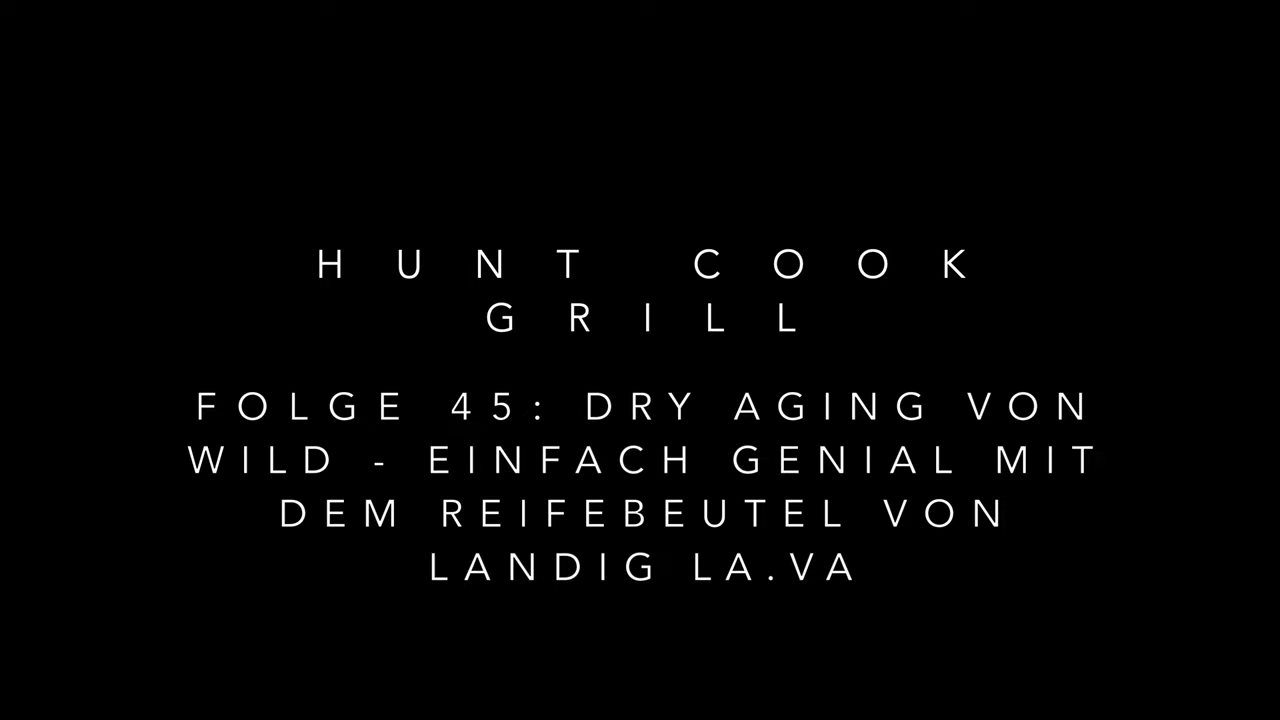 HUNT COOK
GRILL
FOLGE 45: DRY AGING VON
WILD - EINFACH GENIAL MIT
DEM REIFEBEUTEL VON
LANDIG LA.VA